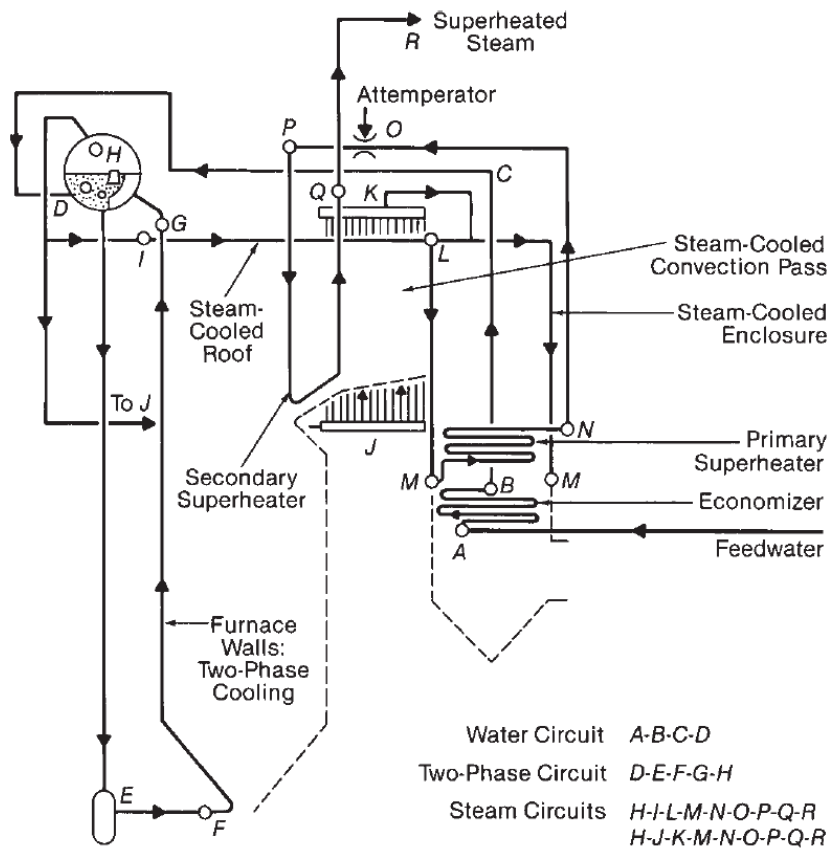 R
Superheated
Steam
Attemperator
P
O
H
Q
K
C
D
G
I
L
Steam-Cooled
Convection Pass
Steam-
Cooled
Roof
Steam-Cooled
Enclosure
To J
J
N
Primary
Superheater
Secondary
Superheater
M
B
M
Economizer
A
Feedwater
Furnace
Walls:
Two-Phase
Cooling
E
F
Water Circuit A-B-C-D
Two-Phase Circuit D-E-F-G-H
Steam Circuits H-I-L-M-N-O-P-Q-R
H-J-K-M-N-O-P-Q-R